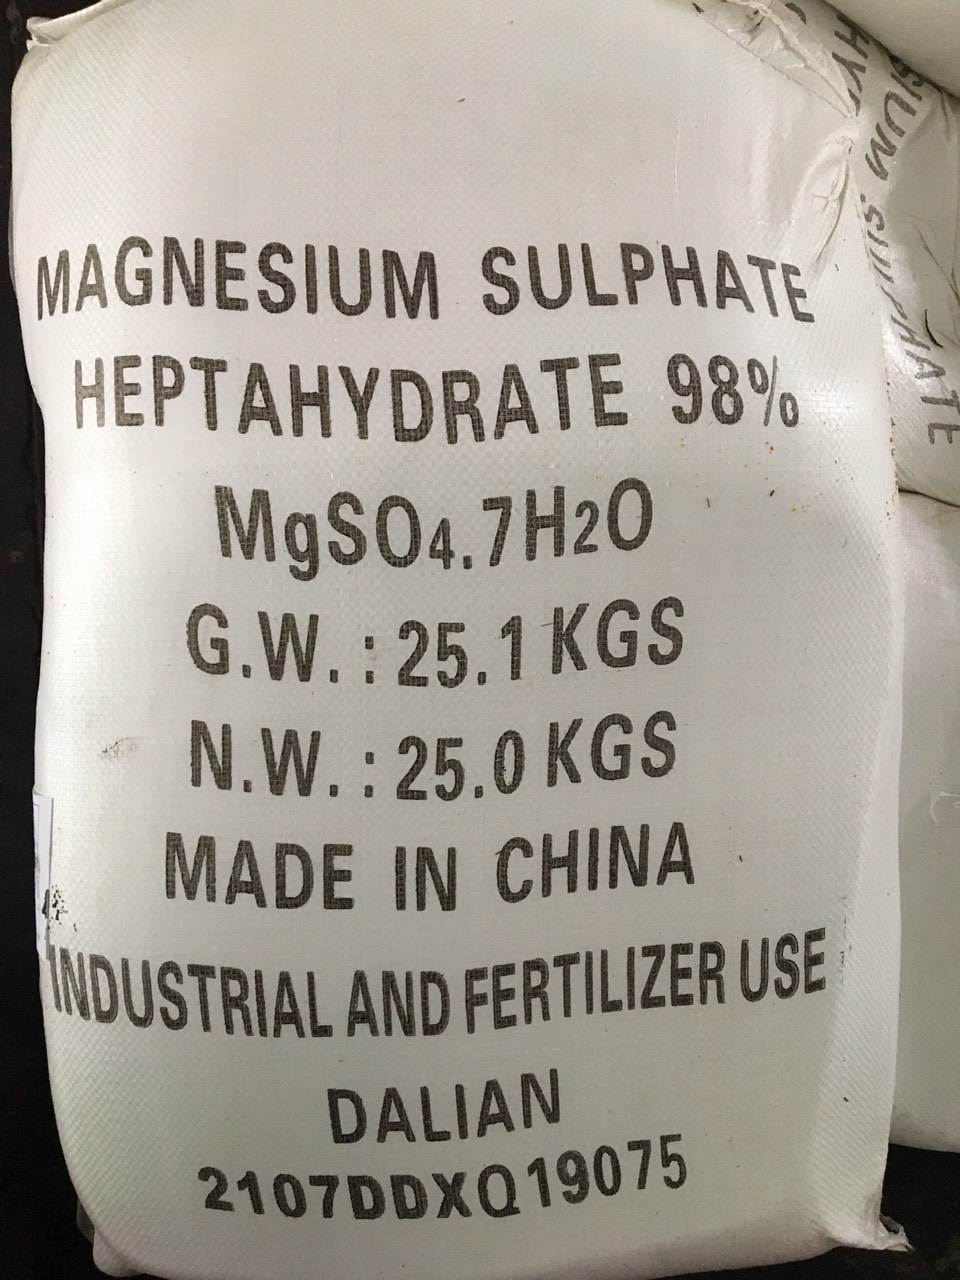 MAGNESIUM SULPHATE
HEPTAHYDRATE 98%
MgSO4.7H2O
G.W. : 25.1 KGS
N.W. : 25.0 KGS
MADE IN CHINA
INDUSTRIAL AND FERTILIZER USE
DALIAN
2107DDXQ19075
SULPHATE